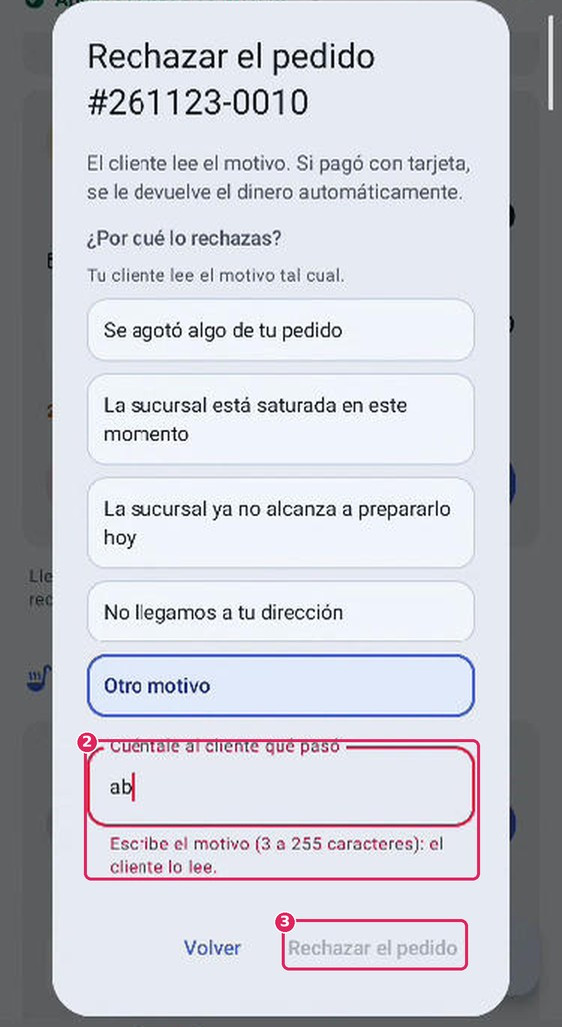 Rechazar el pedido
#261123-0010
El cliente lee el motivo. Si pagó con tarjeta,
se le devuelve el dinero automáticamente.
¿Por cué lo rechazas?
Tu cliente lee el motivo tal cual.
Se agotó algo de tu pedido
La sucursal está saturada en este
momento
La sucursal ya no alcanza a prepararlo
hoy
No llegamos a tu dirección
Otro motivo
2
Cuéntale al cliente qué pasó
ab
Escribe el motivo (3 a 255 caracteres): el
cliente lo lee.
3
Volver
Rechazar el pedido